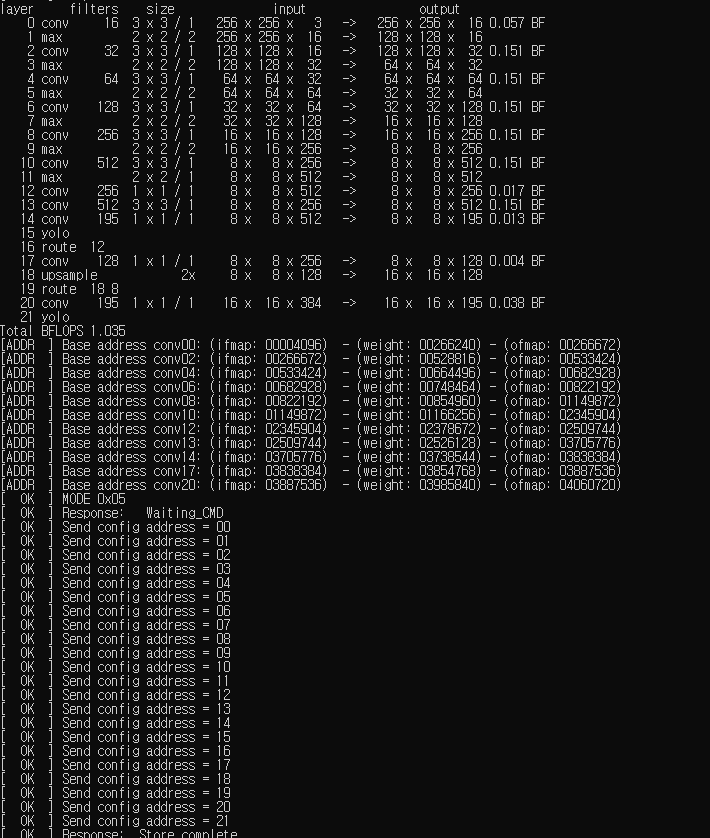 layer     filters    size              input                output
   0 conv     16  3 x 3 / 1   256 x 256 x   3   ->   256 x 256 x  16 0.057 BF
   1 max          2 x 2 / 2   256 x 256 x  16   ->   128 x 128 x  16
   2 conv     32  3 x 3 / 1   128 x 128 x  16   ->   128 x 128 x  32 0.151 BF
   3 max          2 x 2 / 2   128 x 128 x  32   ->    64 x  64 x  32
   4 conv     64  3 x 3 / 1    64 x  64 x  32   ->    64 x  64 x  64 0.151 BF
   5 max          2 x 2 / 2    64 x  64 x  64   ->    32 x  32 x  64
   6 conv    128  3 x 3 / 1    32 x  32 x  64   ->    32 x  32 x 128 0.151 BF
   7 max          2 x 2 / 2    32 x  32 x 128   ->    16 x  16 x 128
   8 conv    256  3 x 3 / 1    16 x  16 x 128   ->    16 x  16 x 256 0.151 BF
   9 max          2 x 2 / 2    16 x  16 x 256   ->     8 x   8 x 256
  10 conv    512  3 x 3 / 1     8 x   8 x 256   ->     8 x   8 x 512 0.151 BF
  11 max          2 x 2 / 1     8 x   8 x 512   ->     8 x   8 x 512
  12 conv    256  1 x 1 / 1     8 x   8 x 512   ->     8 x   8 x 256 0.017 BF
  13 conv    512  3 x 3 / 1     8 x   8 x 256   ->     8 x   8 x 512 0.151 BF
  14 conv    195  1 x 1 / 1     8 x   8 x 512   ->     8 x   8 x 195 0.013 BF
  15 yolo
  16 route  12
  17 conv    128  1 x 1 / 1     8 x   8 x 256   ->     8 x   8 x 128 0.004 BF
  18 upsample            2x     8 x   8 x 128   ->    16 x  16 x 128
  19 route  18 8
  20 conv    195  1 x 1 / 1    16 x  16 x 384   ->    16 x  16 x 195 0.038 BF
  21 yolo
Total BFLOPS 1.035
[ADDR  ] Base address conv00: (ifmap: 00004096)  - (weight: 00266240) - (ofmap: 00266672)
[ADDR  ] Base address conv02: (ifmap: 00266672)  - (weight: 00528816) - (ofmap: 00533424)
[ADDR  ] Base address conv04: (ifmap: 00533424)  - (weight: 00664496) - (ofmap: 00682928)
[ADDR  ] Base address conv06: (ifmap: 00682928)  - (weight: 00748464) - (ofmap: 00822192)
[ADDR  ] Base address conv08: (ifmap: 00822192)  - (weight: 00854960) - (ofmap: 01149872)
[ADDR  ] Base address conv10: (ifmap: 01149872)  - (weight: 01166256) - (ofmap: 02345904)
[ADDR  ] Base address conv12: (ifmap: 02345904)  - (weight: 02378672) - (ofmap: 02509744)
[ADDR  ] Base address conv13: (ifmap: 02509744)  - (weight: 02526128) - (ofmap: 03705776)
[ADDR  ] Base address conv14: (ifmap: 03705776)  - (weight: 03738544) - (ofmap: 03838384)
[ADDR  ] Base address conv17: (ifmap: 03838384)  - (weight: 03854768) - (ofmap: 03887536)
[ADDR  ] Base address conv20: (ifmap: 03887536)  - (weight: 03985840) - (ofmap: 04060720)
[  OK  ] MODE 0x05
[  OK  ] Response:   Waiting_CMD
[  OK  ] Send config address = 00
[  OK  ] Send config address = 01
[  OK  ] Send config address = 02
[  OK  ] Send config address = 03
[  OK  ] Send config address = 04
[  OK  ] Send config address = 05
[  OK  ] Send config address = 06
[  OK  ] Send config address = 07
[  OK  ] Send config address = 08
[  OK  ] Send config address = 09
[  OK  ] Send config address = 10
[  OK  ] Send config address = 11
[  OK  ] Send config address = 12
[  OK  ] Send config address = 13
[  OK  ] Send config address = 14
[  OK  ] Send config address = 15
[  OK  ] Send config address = 16
[  OK  ] Send config address = 17
[  OK  ] Send config address = 18
[  OK  ] Send config address = 19
[  OK  ] Send config address = 20
[  OK  ] Send config address = 21
[  OK  ] Response:  Store complete